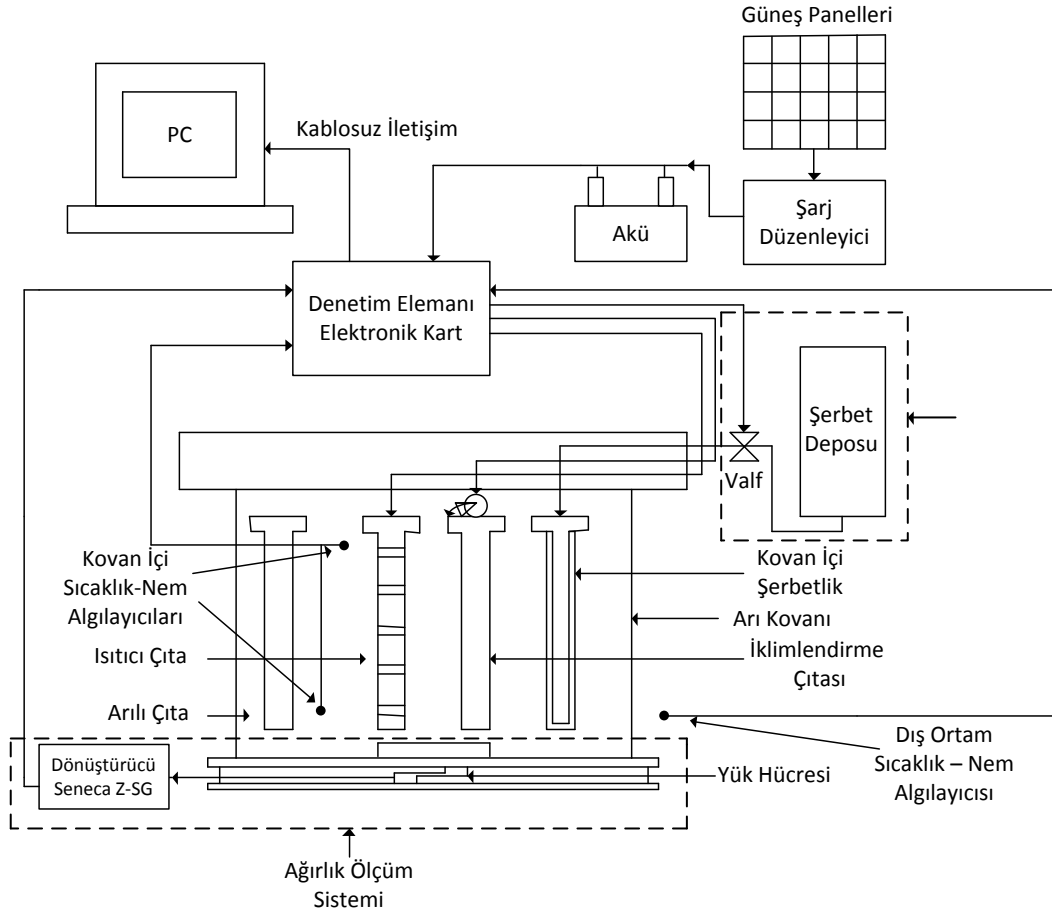 Güneş Panelleri
PC
Kablosuz İletişim
Akü
Şarj
Düzenleyici
Denetim Elemanı
Elektronik Kart
Şerbet
Deposu
Valf
Kovan İçi
Sıcaklık-Nem
Algılayıcıları
Kovan İçi
Şerbetlik
Arı Kovanı
Isıtıcı Çıta
İklimlendirme
Çıtası
Arılı Çıta
Dış Ortam
Sıcaklık – Nem
Algılayıcısı
Dönüştürücü
Seneca Z-SG
Yük Hücresi
Ağırlık Ölçüm
Sistemi